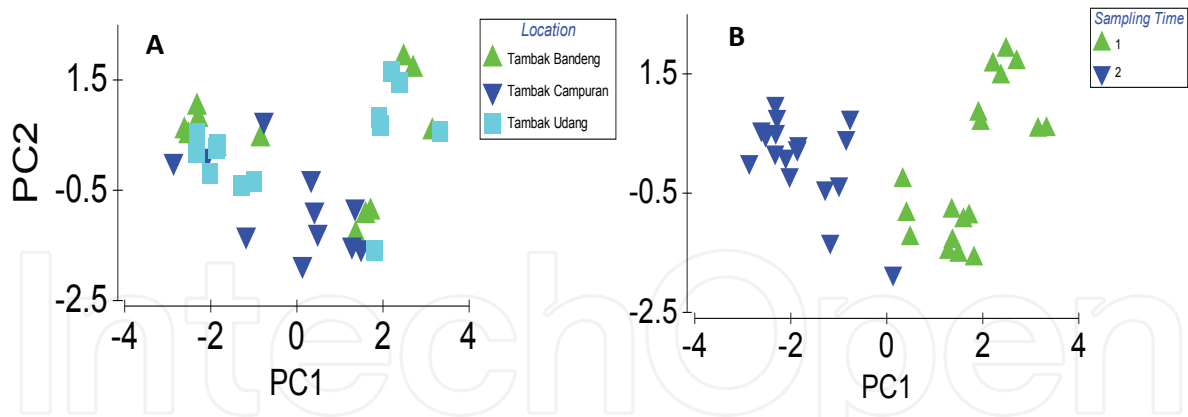 A
Location
Tambak Bandeng
Tambak Campuran
Tambak Udang
PC2
1.5
-0.5
-2.5
-4
-2
0
2
4
PC1
B
Sampling Time
1
2
1.5
-0.5
-2.5
-4
-2
0
2
4
PC1
IntechOpen